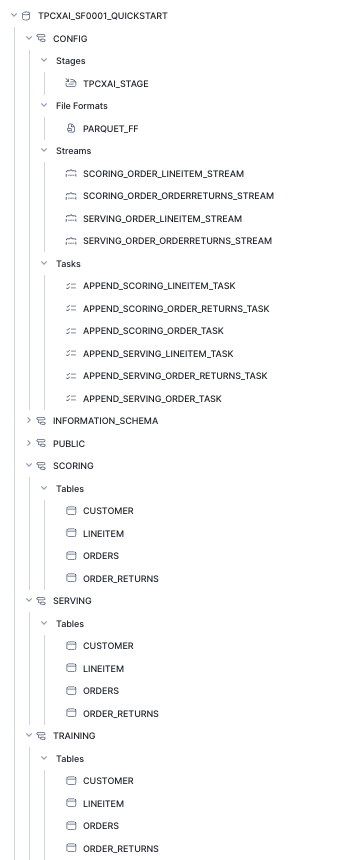 TPCXAI_SF0001_QUICKSTART
CONFIG
Stages
TPCXAI_STAGE
File Formats
PARQUET_FF
Streams
SCORING_ORDER_LINEITEM_STREAM
SCORING_ORDER_ORDERRETURNS_STREAM
SERVING_ORDER_LINEITEM_STREAM
SERVING_ORDER_ORDERRETURNS_STREAM
Tasks
APPEND_SCORING_LINEITEM_TASK
APPEND_SCORING_ORDER_RETURNS_TASK
APPEND_SCORING_ORDER_TASK
APPEND_SERVING_LINEITEM_TASK
APPEND_SERVING_ORDER_RETURNS_TASK
APPEND_SERVING_ORDER_TASK
INFORMATION_SCHEMA
PUBLIC
SCORING
Tables
CUSTOMER
LINEITEM
ORDERS
ORDER_RETURNS
SERVING
Tables
CUSTOMER
LINEITEM
ORDERS
ORDER_RETURNS
TRAINING
Tables
CUSTOMER
LINEITEM
ORDERS
ORDER_RETURNS